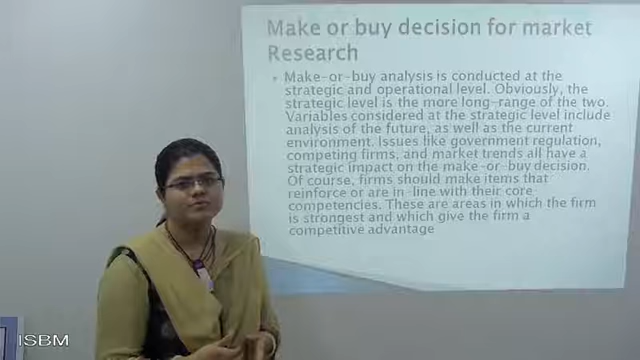 Make or buy decision for market
Research
Make-or-buy analysis is conducted at the
strategic and operational level. Obviously, the
strategic level is the more long-range of the two.
Variables considered at the strategic level include
analysis of the future, as well as the current
environment. Issues like government regulation,
competing firms, and market trends all have a
strategic impact on the make-or-buy decision.
Of course, firms should make items that
reinforce or are in-line with their core
competencies. These are areas in which the firm
is strongest and which give the firm a
competitive advantage
ISBM